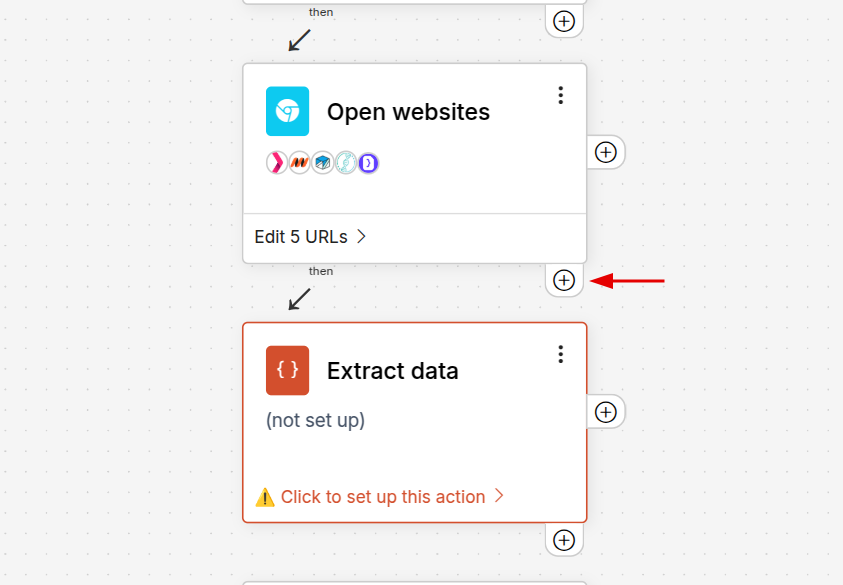 then
Open websites
Edit 5 URLs
then
{ } Extract data
(not set up)
Click to set up this action